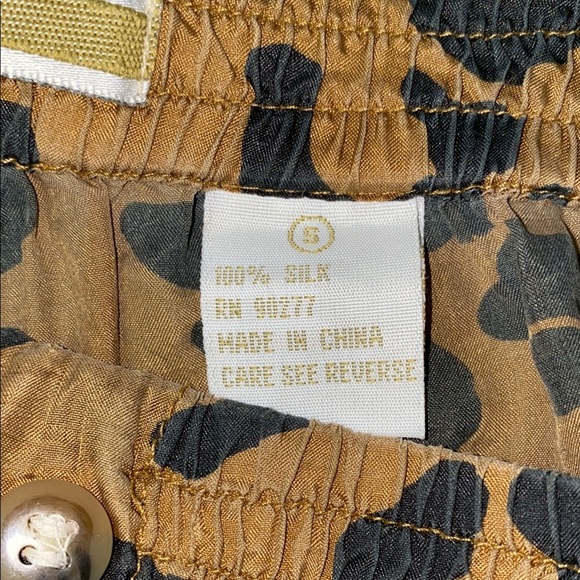 S
100% SILK
RN 90277
MADE IN CHINA
CARE SEE REVERSE